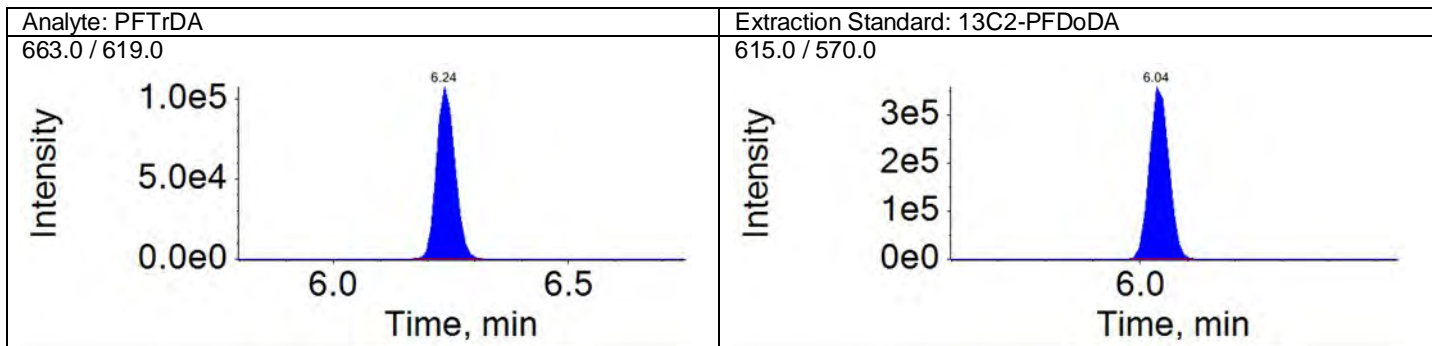 Analyte: PFTrDA
663.0 / 619.0
6.24
1.0e5
5.0e4
0.0e0
Intensity
6.0 6.5
Time, min
Extraction Standard: 13C2-PFDoDA
615.0 / 570.0
6.04
3e5
2e5
1e5
0e0
Intensity
6.0
Time, min